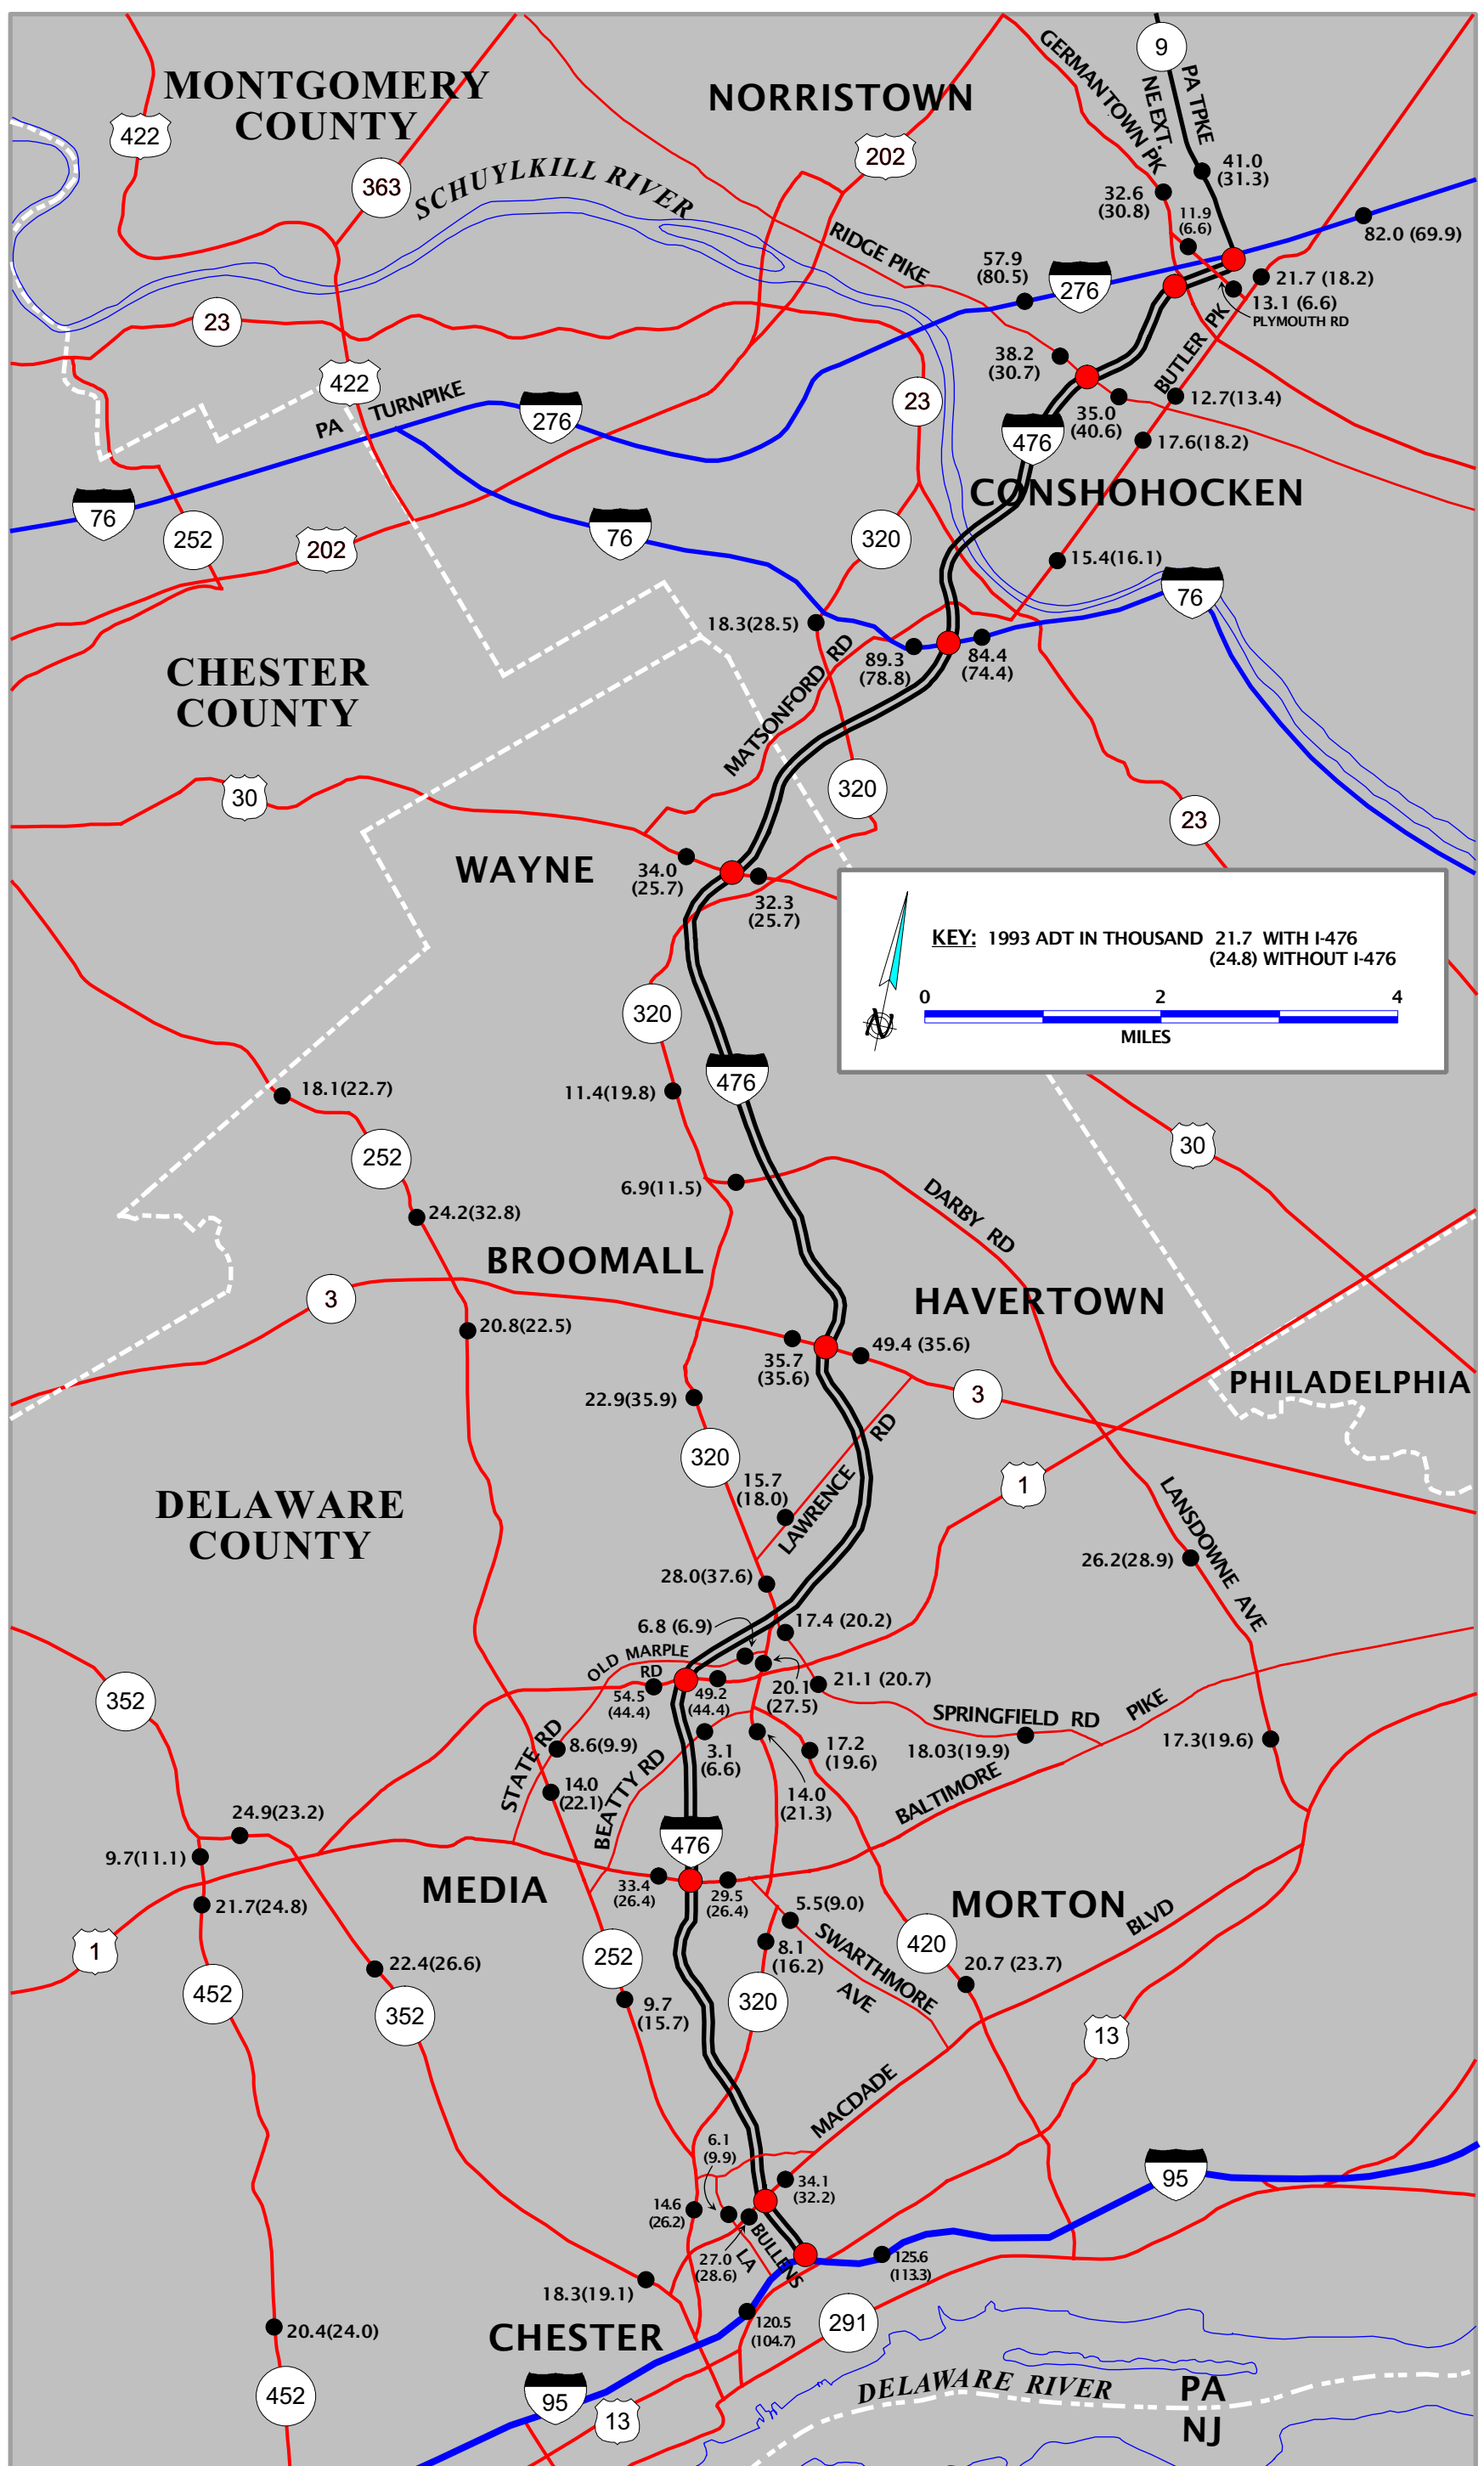 9
GERMANTOWN PK
NE.EXT.
PA TPKE
MONTGOMERY
COUNTY
NORRISTOWN
422
202
363
SCHUYLKILL RIVER
41.0
(31.3)
32.6
(30.8)
11.9
(6.6)
82.0 (69.9)
RIDGE PIKE
57.9
(80.5)
276
21.7 (18.2)
13.1 (6.6)
PLYMOUTH RD
23
BUTLER PK
38.2
(30.7)
422
PA TURNPIKE
276
23
35.0
(40.6)
12.7(13.4)
476
17.6(18.2)
CONSHOHOCKEN
76
252
202
76
320
15.4(16.1)
76
18.3(28.5)
MATSONFORD RD
89.3
(78.8)
84.4
(74.4)
CHESTER
COUNTY
30
320
23
WAYNE
34.0
(25.7)
32.3
(25.7)
KEY: 1993 ADT IN THOUSAND 21.7 WITH I-476
(24.8) WITHOUT I-476
N
0 2 4
MILES
320
476
11.4(19.8)
18.1(22.7)
252
30
6.9(11.5)
DARBY RD
24.2(32.8)
BROOMALL
3
HAVERTOWN
20.8(22.5)
35.7
(35.6)
49.4 (35.6)
3
PHILADELPHIA
22.9(35.9)
320
LAWRENCE RD
15.7
(18.0)
1
DELAWARE
COUNTY
LANSDOWNE AVE
26.2(28.9)
28.0(37.6)
6.8 (6.9)
17.4 (20.2)
OLD MARPLE
RD
54.5
(44.4)
49.2
(44.4)
20.1
(27.5)
21.1 (20.7)
352
SPRINGFIELD RD
PIKE
18.03(19.9)
17.3(19.6)
STATE RD
8.6(9.9)
BEATTY RD
3.1
(6.6)
17.2
(19.6)
14.0
(22.1)
14.0
(21.3)
BALTIMORE
24.9(23.2)
9.7(11.1)
476
MEDIA
33.4
(26.4)
29.5
(26.4)
21.7(24.8)
5.5(9.0)
MORTON
BLVD
1
SWARTHMORE
AVE
420
8.1
(16.2)
252
22.4(26.6)
20.7 (23.7)
452
352
9.7
(15.7)
320
13
MACDADE
6.1
(9.9)
34.1
(32.2)
95
14.6
(26.2)
27.0
(28.6)
LA
BULLENS
125.6
(113.3)
18.3(19.1)
120.5
(104.7)
291
CHESTER
20.4(24.0)
452
95
13
DELAWARE RIVER
PA
NJ